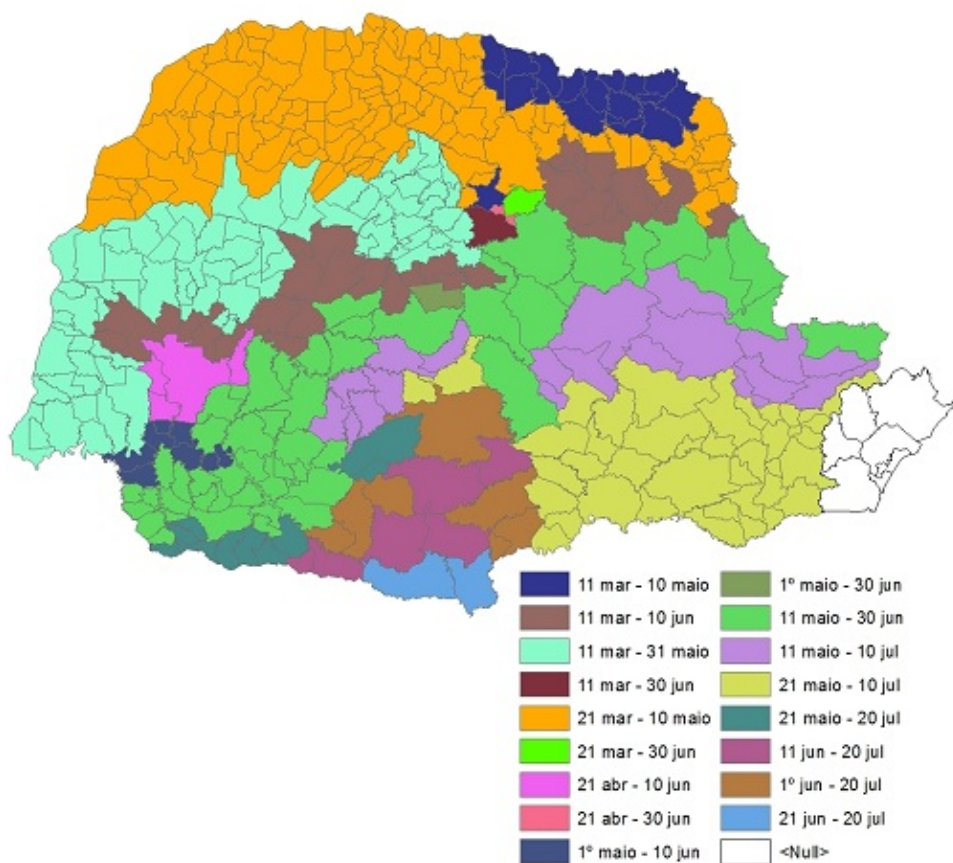 11 mar - 10 maio
11 mar - 10 jun
11 mar - 31 maio
11 mar - 30 jun
21 mar - 10 maio
21 mar - 30 jun
21 abr - 10 jun
21 abr - 30 jun
1º maio - 10 jun
1º maio - 30 jun
11 maio - 30 jun
11 maio - 10 jul
21 maio - 10 jul
21 maio - 20 jul
11 jun - 20 jul
1º jun - 20 jul
21 jun - 20 jul
<Null>